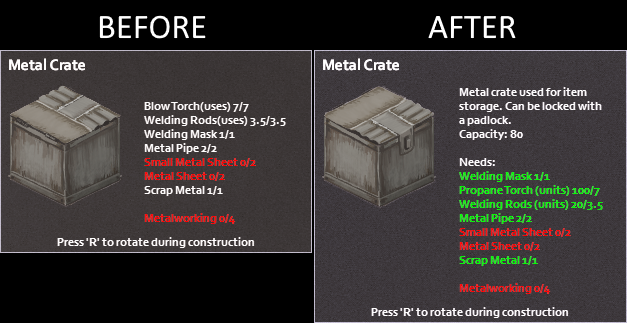 BEFORE
AFTER
Metal Crate
Blow Torch(uses) 7/7
Welding Rods(uses) 3.5/3.5
Welding Mask 1/1
Metal Pipe 2/2
Small Metal Sheet 0/2
Metal Sheet 0/2
Scrap Metal 1/1
Metalworking 0/4
Press 'R' to rotate during construction
Metal Crate
Metal crate used for item
storage. Can be locked with
a padlock.
Capacity: 80
Needs:
Welding Mask 1/1
Propane Torch (units) 100/7
Welding Rods (units) 20/3.5
Metal Pipe 2/2
Small Metal Sheet 0/2
Metal Sheet 0/2
Scrap Metal 1/1
Metalworking 0/4
Press 'R' to rotate during construction